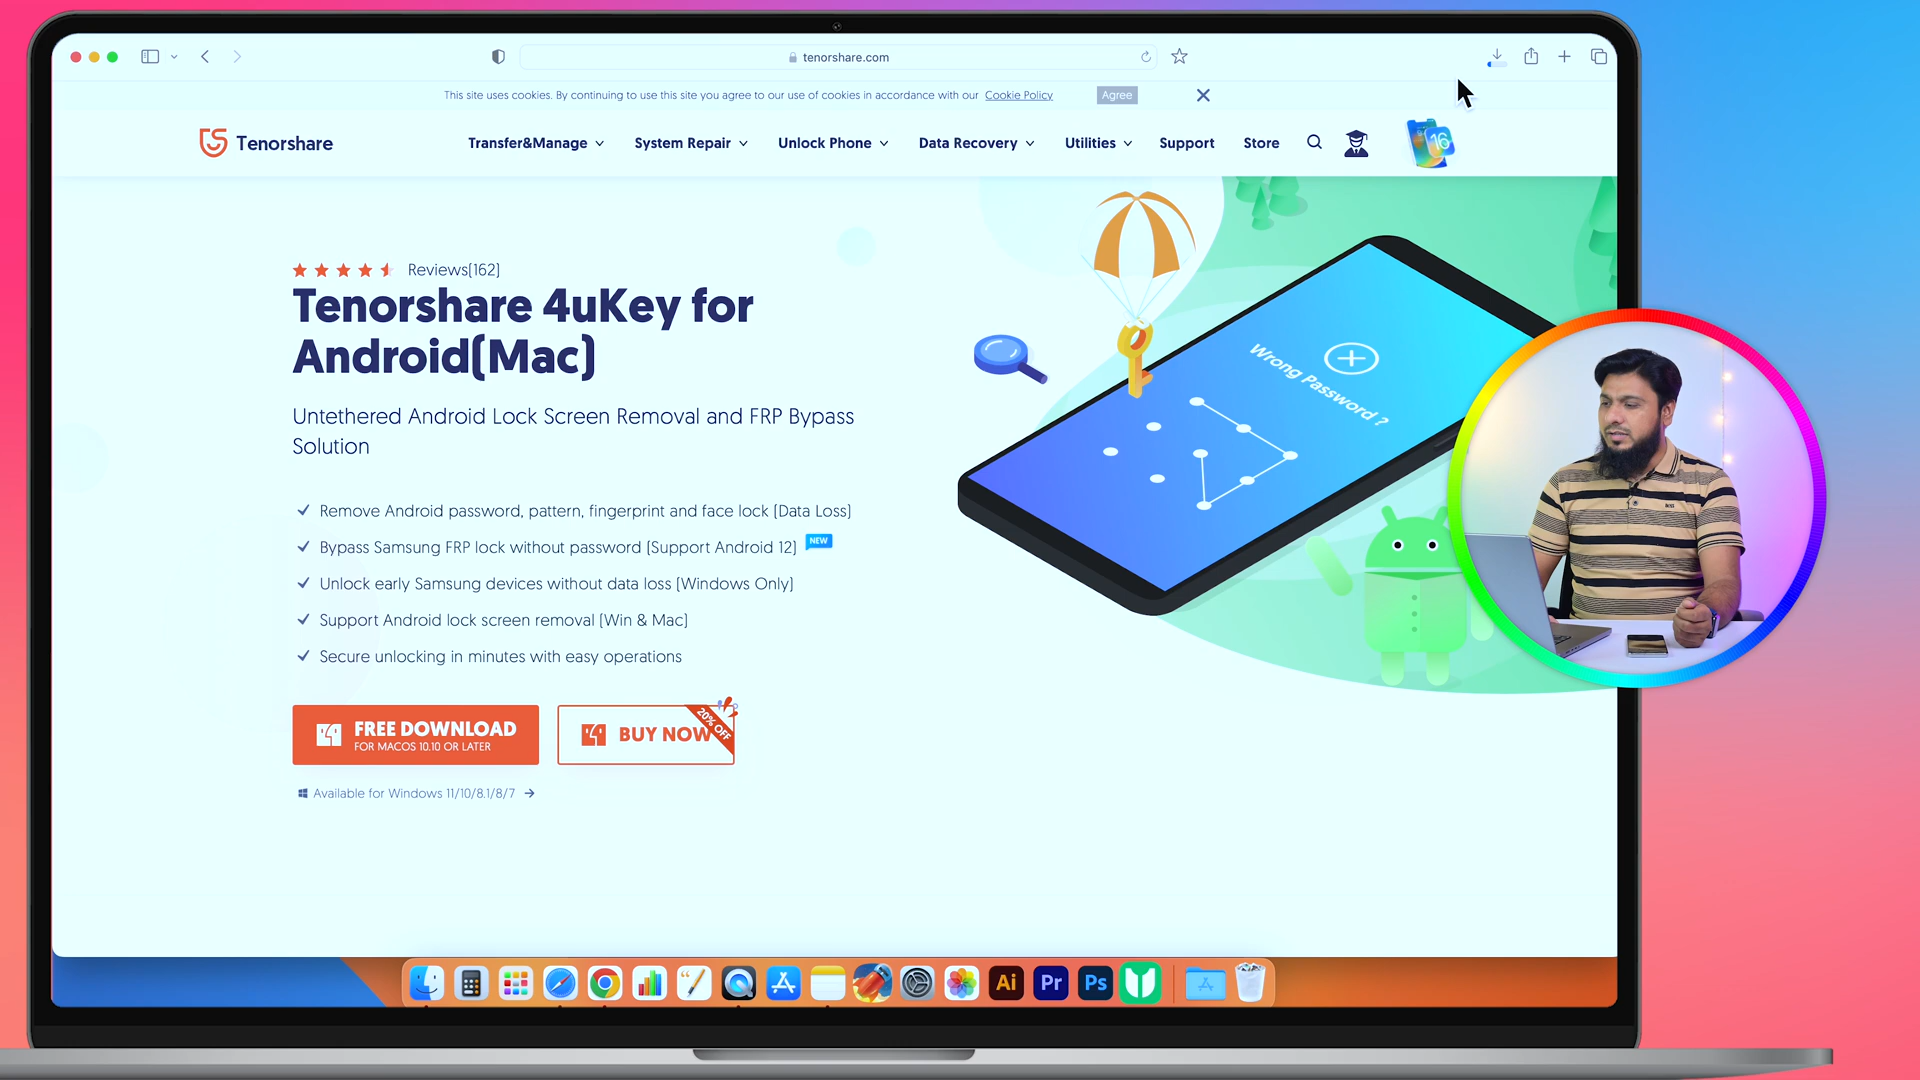 tenorshare.com
This site uses cookies. By continuing to use this site you agree to our use of cookies in accordance with our Cookie Policy
Agree
Tenorshare
Transfer&Manage
System Repair
Unlock Phone
Data Recovery
Utilities
Support
Store
16
Reviews(162)
Tenorshare 4uKey for
Android(Mac)
Untethered Android Lock Screen Removal and FRP Bypass
Solution
Remove Android password, pattern, fingerprint and face lock (Data Loss)
Bypass Samsung FRP lock without password (Support Android 12) NEW
Unlock early Samsung devices without data loss (Windows Only)
Support Android lock screen removal (Win & Mac)
Secure unlocking in minutes with easy operations
FREE DOWNLOAD
FOR MACOS 10.10 OR LATER
BUY NOW
20% OFF
Available for Windows 11/10/8.1/8/7
Wrong Password ?
Ai
Pr
Ps